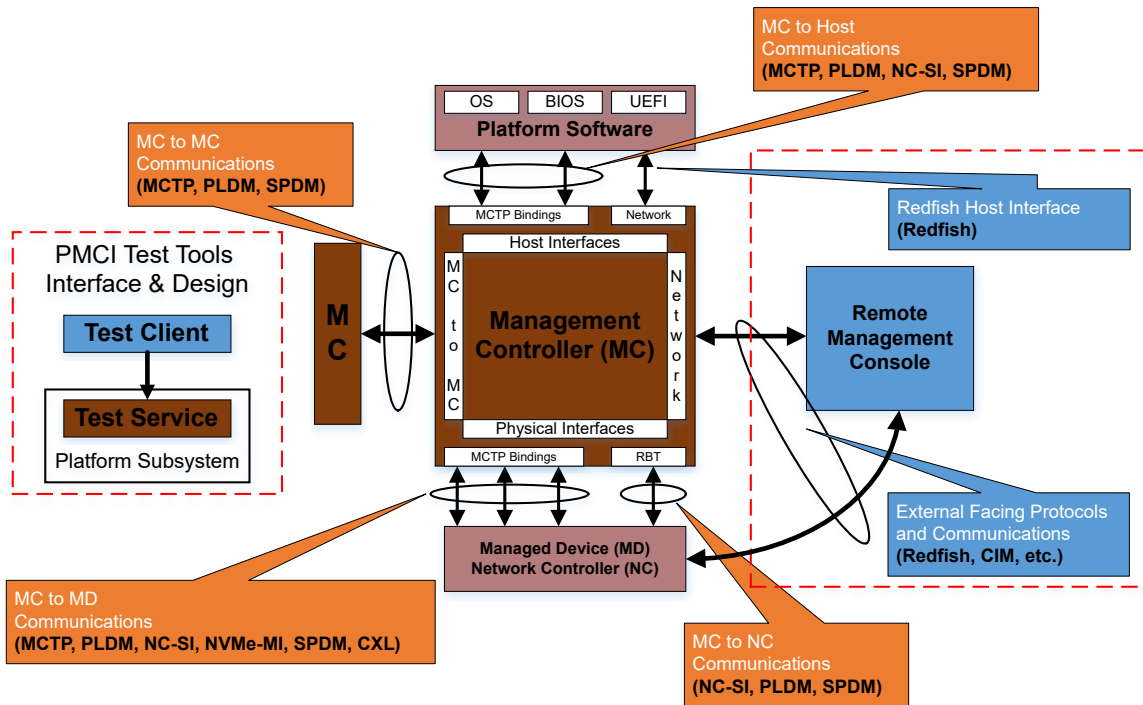 MC to Host
Communications
(MCTP, PLDM, NC-SI, SPDM)
OS
BIOS
UEFI
Platform Software
MC to MC
Communications
(MCTP, PLDM, SPDM)
Redfish Host Interface
(Redfish)
MCTP Bindings
Network
Host Interfaces
PMCI Test Tools
Interface & Design
Test Client
Test Service
Platform Subsystem
MC
MC to MC
Management
Controller (MC)
Network
Remote
Management
Console
Physical Interfaces
MCTP Bindings
RBT
External Facing Protocols
and Communications
(Redfish, CIM, etc.)
Managed Device (MD)
Network Controller (NC)
MC to MD
Communications
(MCTP, PLDM, NC-SI, NVMe-MI, SPDM, CXL)
MC to NC
Communications
(NC-SI, PLDM, SPDM)